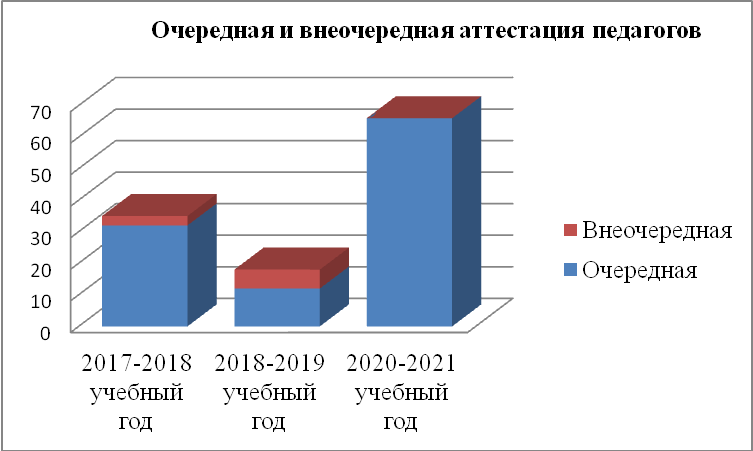 Очередная и внеочередная аттестация педагогов
70
60
50
40
30
20
10
0
Внеочередная
Очередная
2017-2018 2018-2019 2020-2021
учебный учебный учебный
год год год